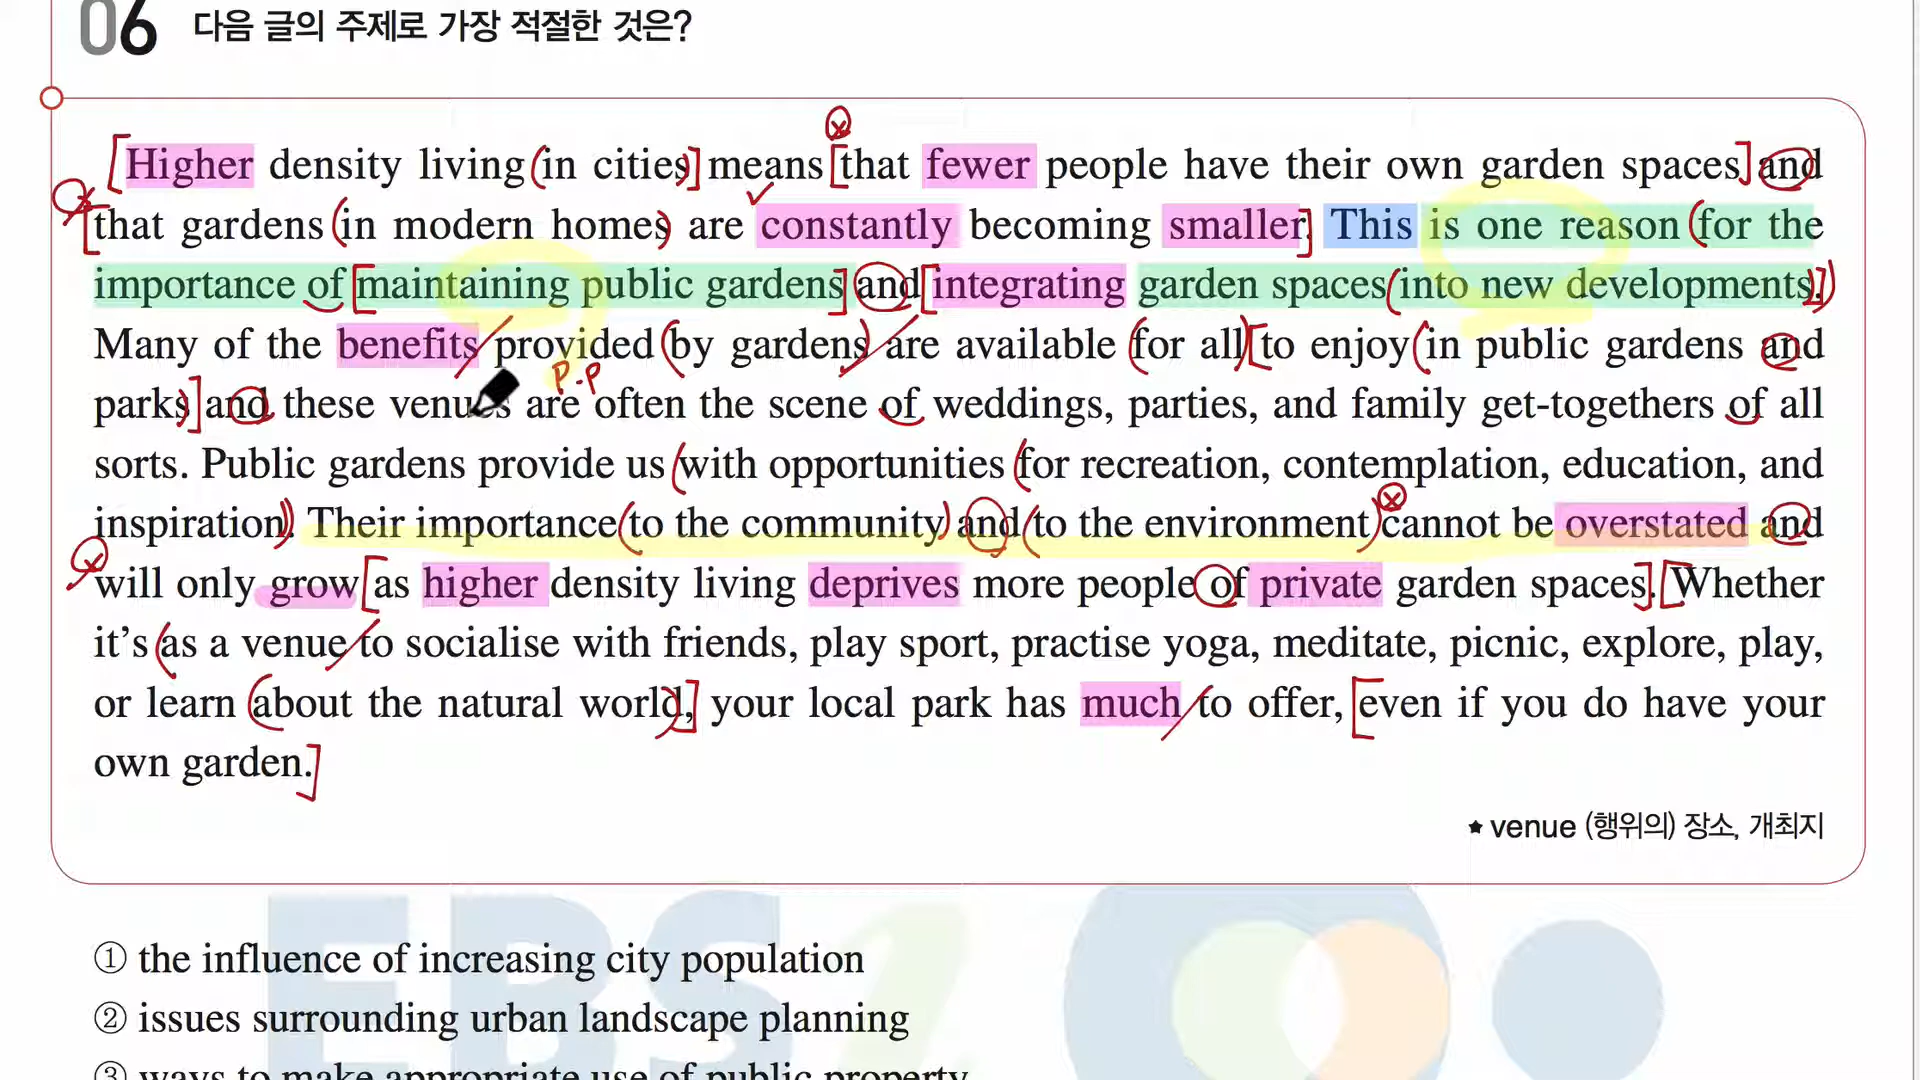 06 다음 글의 주제로 가장 적절한 것은?
Higher density living in cities means that fewer people have their own garden spaces and
that gardens in modern homes are constantly becoming smaller. This is one reason for the
importance of maintaining public gardens and integrating garden spaces into new developments.
Many of the benefits provided by gardens are available for all to enjoy in public gardens and
P.P
parks and these venues are often the scene of weddings, parties, and family get-togethers of all
sorts. Public gardens provide us with opportunities for recreation, contemplation, education, and
inspiration. Their importance to the community and to the environment cannot be overstated and
will only grow as higher density living deprives more people of private garden spaces. Whether
it's as a venue to socialise with friends, play sport, practise yoga, meditate, picnic, explore, play,
or learn about the natural world, your local park has much to offer, even if you do have your
own garden.
★ venue (행위의) 장소, 개최지
EBSi
① the influence of increasing city population
② issues surrounding urban landscape planning
③ ways to make appropriate use of public property